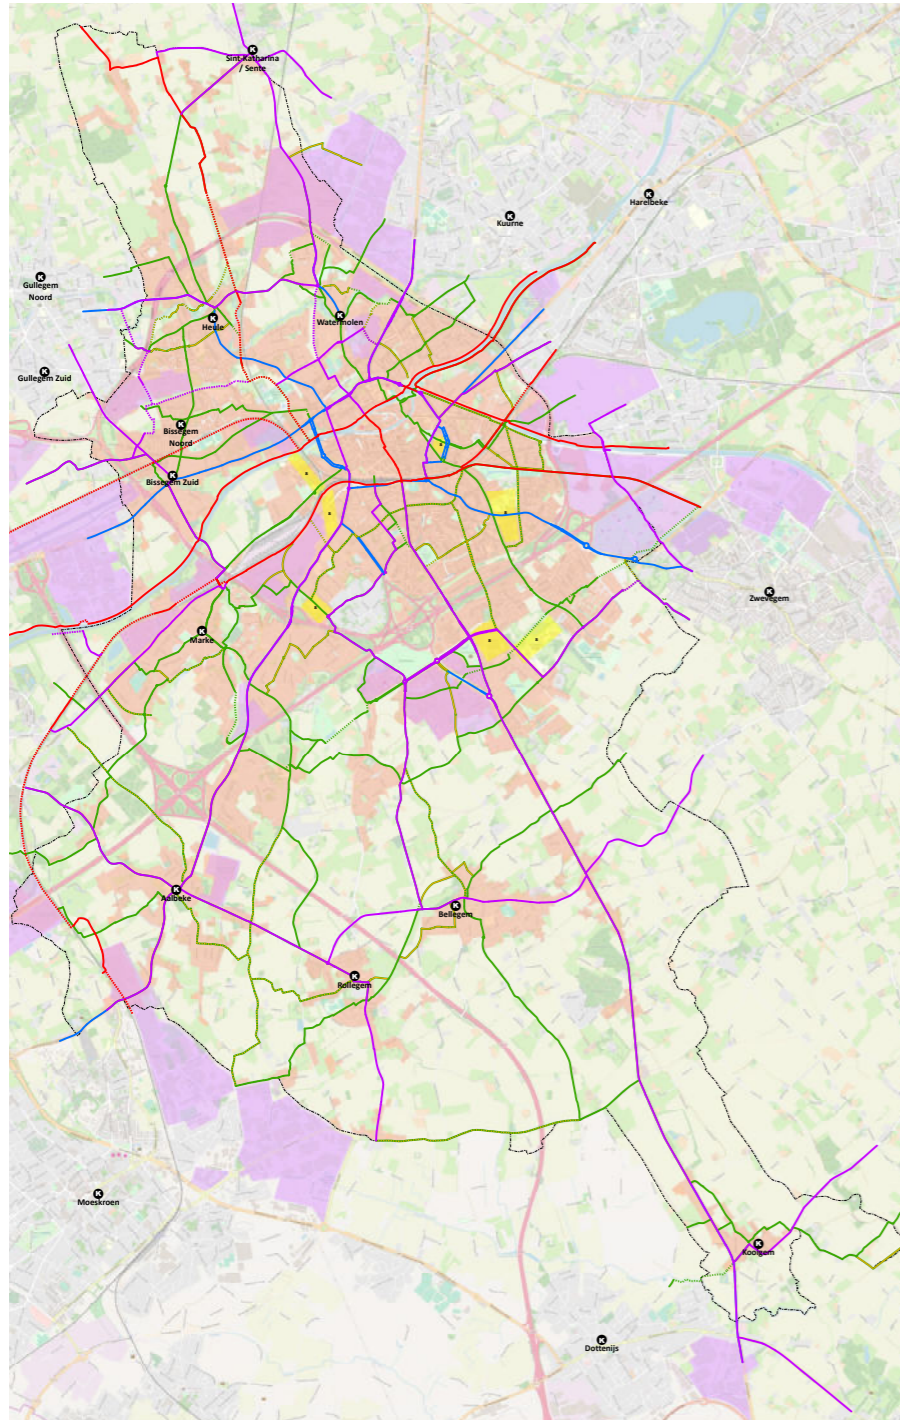 K
Sint-Katharina
/ Sente
K
Harelbeke
K
Kuurne
K
Gullegem
Noord
K
Heule
K
Watermolen
K
Gullegem Zuid
K
Bissegem
Noord
K
Bissegem Zuid
K
Zwevegem
K
Marke
K
Aalbeke
K
Bellegem
K
Rollegem
K
Moeskroen
K
Kooigem
K
Dottenijs